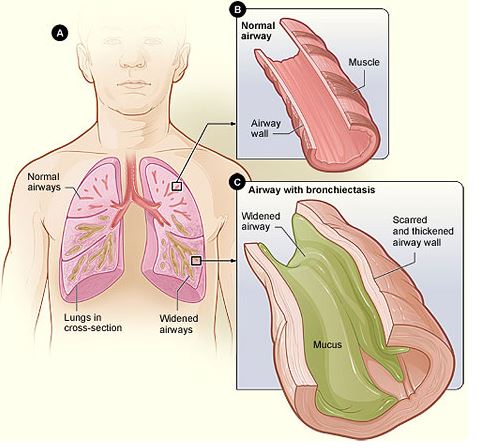 A
Normal
airways
Lungs in
cross-section
Widened
airways
B
Normal
airway
Muscle
Airway
wall
C
Airway with bronchiectasis
Widened
airway
Scarred
and thickened
airway wall
Mucus